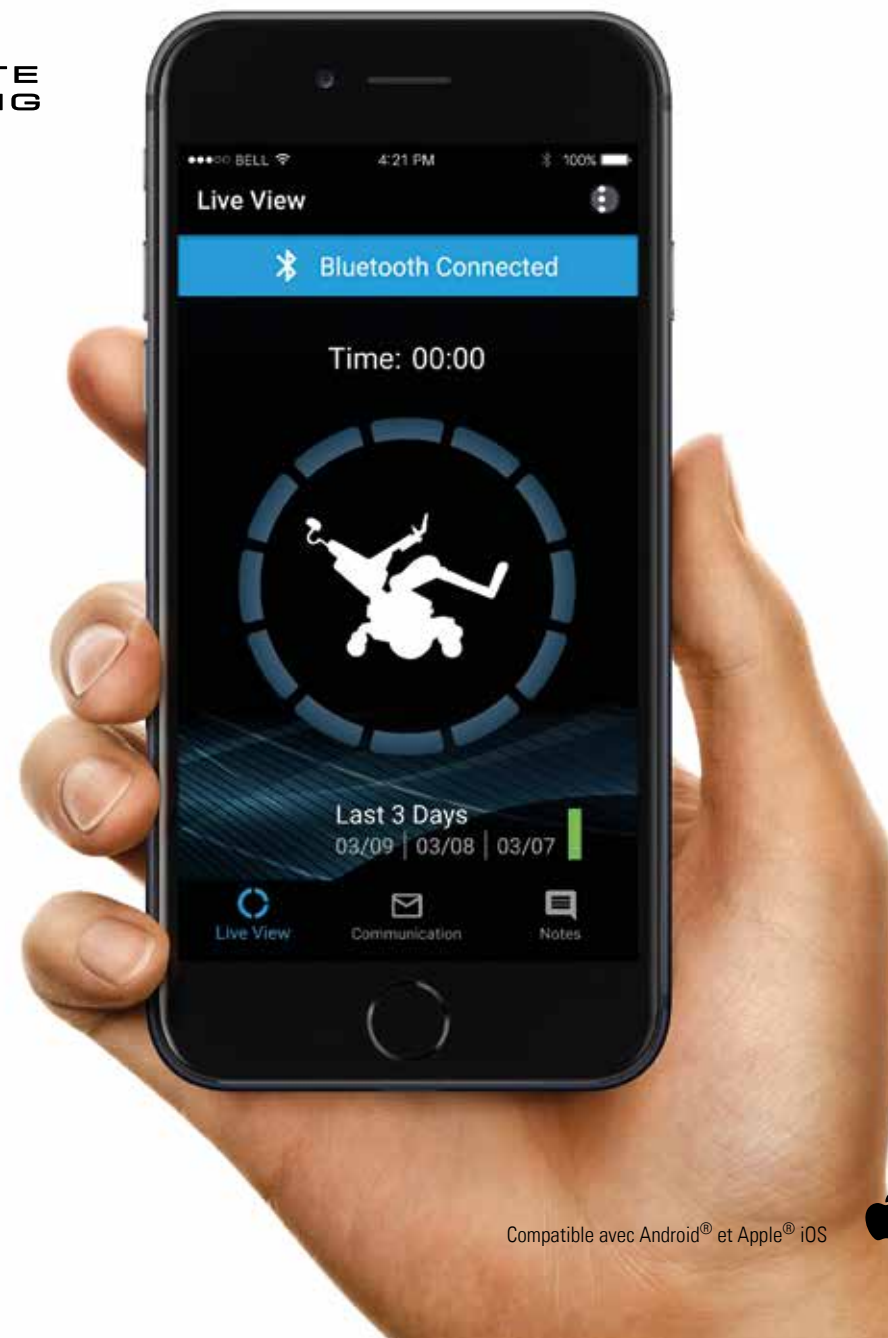 BELL 4:21 PM 100%
Live View
Bluetooth Connected
Time: 00:00
Last 3 Days
03/09 | 03/08 | 03/07
Live View Communication Notes
Compatible avec Android® et Apple® iOS